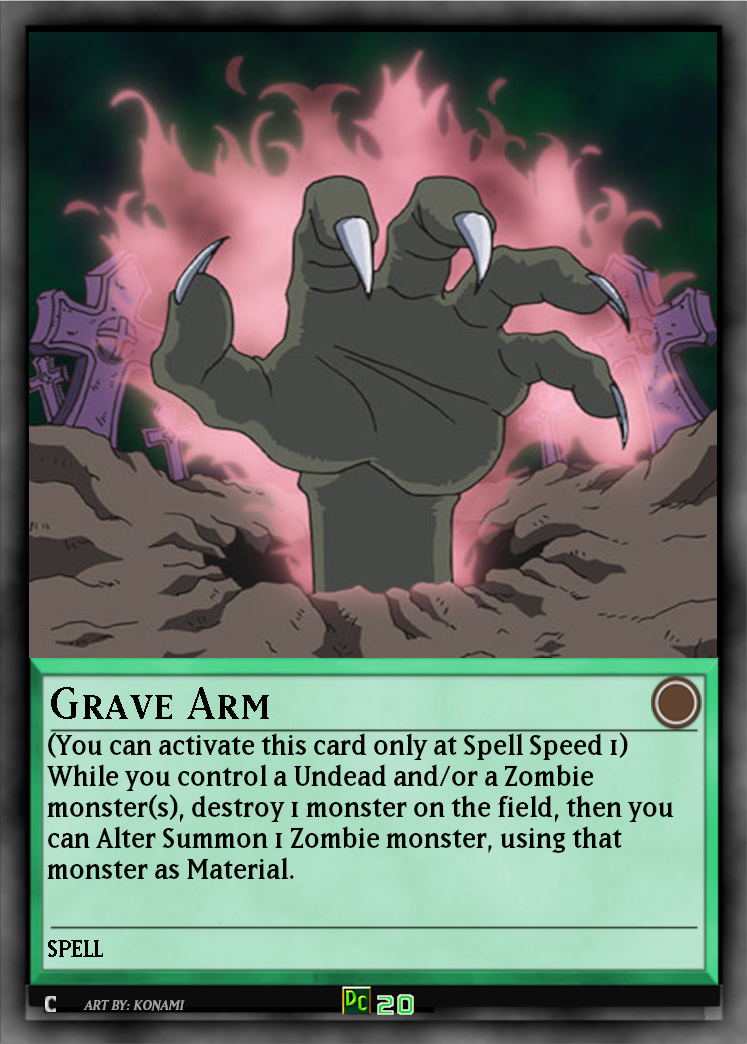 Grave Arm
(You can activate this card only at Spell Speed 1)
While you control a Undead and/or a Zombie
monster(s), destroy 1 monster on the field, then you
can Alter Summon 1 Zombie monster, using that
monster as Material.
SPELL
C ART BY: KONAMI DC 20